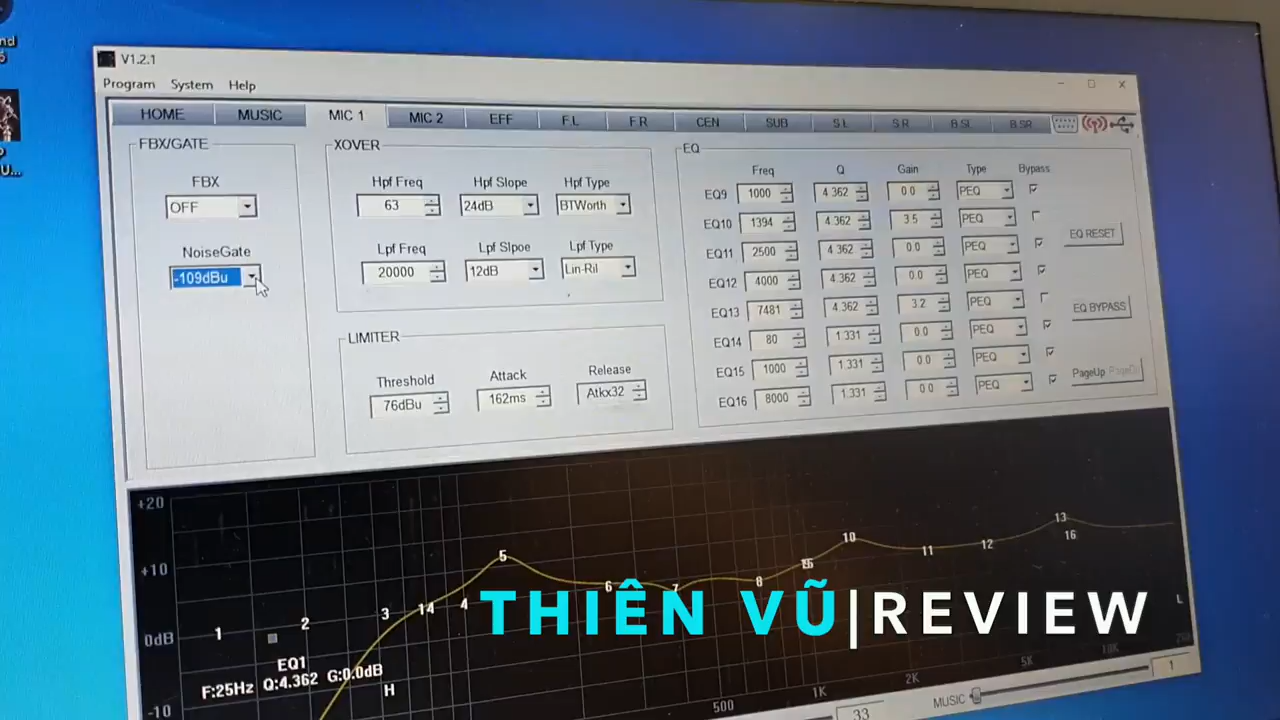 nd
V1.2.1
Program System Help
HOME MUSIC MIC 1 MIC 2 EFF F.L F.R CEN SUB S.L S.R B.SL B.SR
FBX/GATE
FBX
OFF
NoiseGate
-109dBu
XOVER
Hpf Freq Hpf Slope Hpf Type
63 24dB BTWorth
Lpf Freq Lpf Slpoe Lpf Type
20000 12dB Lin-Ril
LIMITER
Threshold Attack Release
76dBu 162ms Atkx32
EQ
Freq Q Gain Type Bypass
EQ9 1000 4.362 0.0 PEQ
EQ10 1394 4.362 3.5 PEQ
EQ11 2500 4.362 0.0 PEQ
EQ12 4000 4.362 0.0 PEQ
EQ13 7481 4.362 3.2 PEQ
EQ14 80 1.331 0.0 PEQ
EQ15 1000 1.331 0.0 PEQ
EQ16 8000 1.331 0.0 PEQ
EQ RESET
EQ BYPASS
PageUp
U...
+20
+10
0dB
-10
1 2 3 14 4 5 6 7 8 10 11 12 13 16
EQ1
F:25Hz Q:4.362 G:0.0dB
H
L
500 1K 2K 5K 10K
THIÊN VŨ|REVIEW
33 MUSIC 1